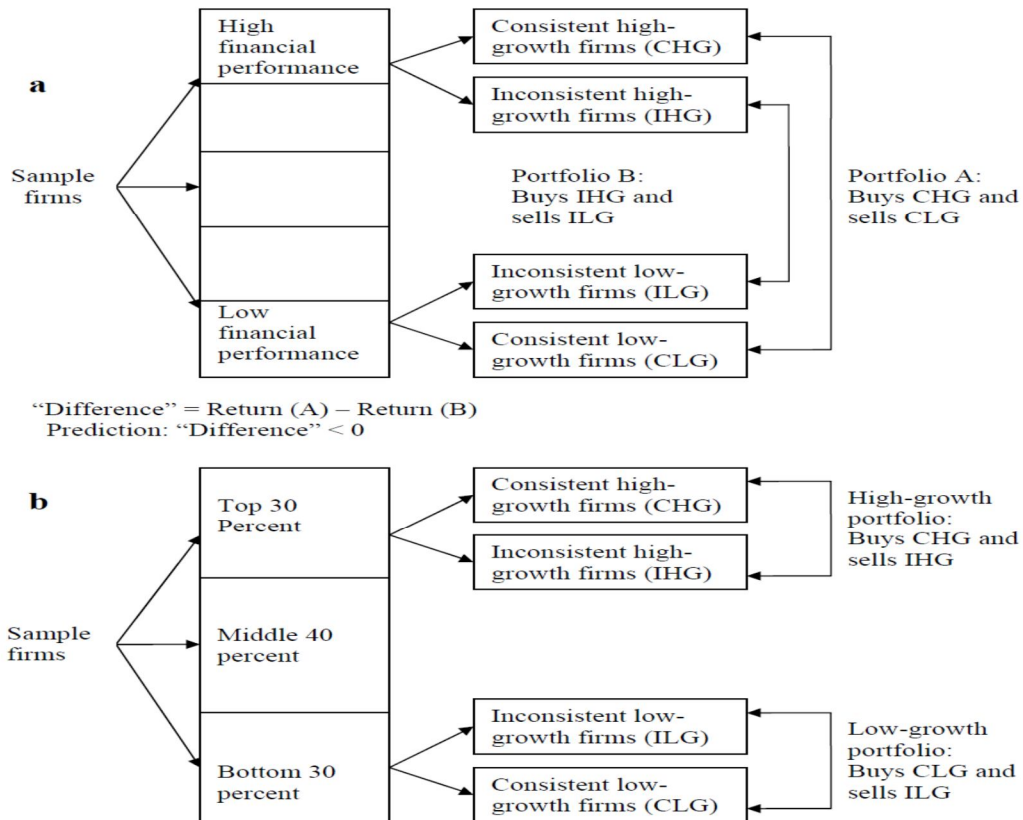 High
financial
performance
Consistent high-
growth firms (CHG)
a
Inconsistent high-
growth firms (IHG)
Sample
firms
Portfolio B:
Buys IHG and
sells ILG
Portfolio A:
Buys CHG and
sells CLG
Inconsistent low-
growth firms (ILG)
Low
financial
performance
Consistent low-
growth firms (CLG)
“Difference” = Return (A) – Return (B)
Prediction: “Difference” < 0
b
Top 30
Percent
Consistent high-
growth firms (CHG)
Inconsistent high-
growth firms (IHG)
High-growth
portfolio:
Buys CHG and
sells IHG
Sample
firms
Middle 40
percent
Bottom 30
percent
Inconsistent low-
growth firms (ILG)
Consistent low-
growth firms (CLG)
Low-growth
portfolio:
Buys CLG and
sells ILG